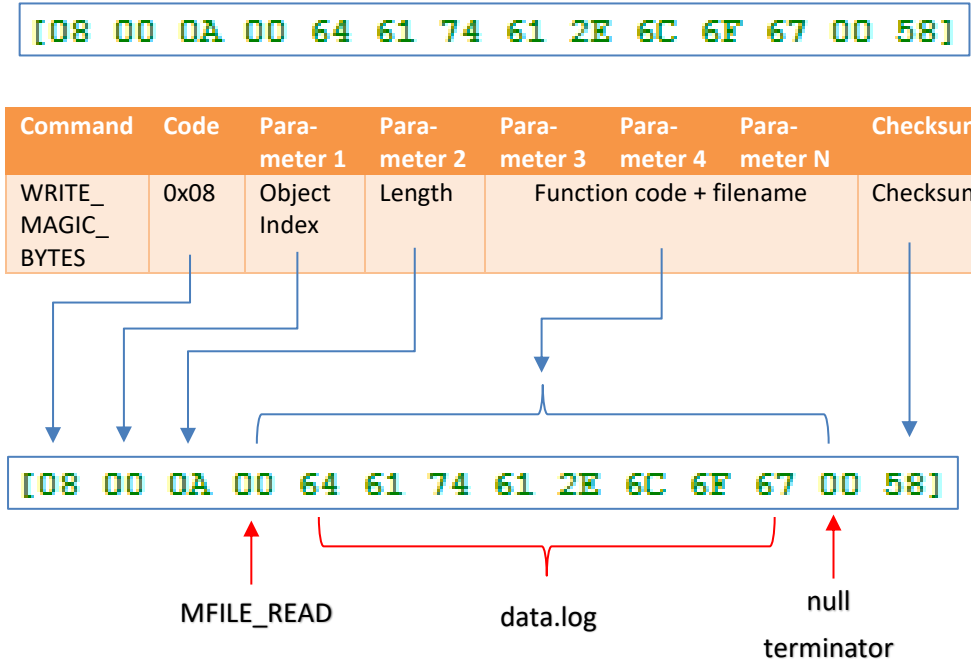 [08 00 0A 00 64 61 74 61 2E 6C 6F 67 00 58]
Command Code Para- Para- Para- Para- Para- Checksum
meter 1 meter 2 meter 3 meter 4 meter N
WRITE_ 0x08 Object Length Function code + filename Checksum
MAGIC_ Index
BYTES
[08 00 0A 00 64 61 74 61 2E 6C 6F 67 00 58]
MFILE_READ data.log null
terminator